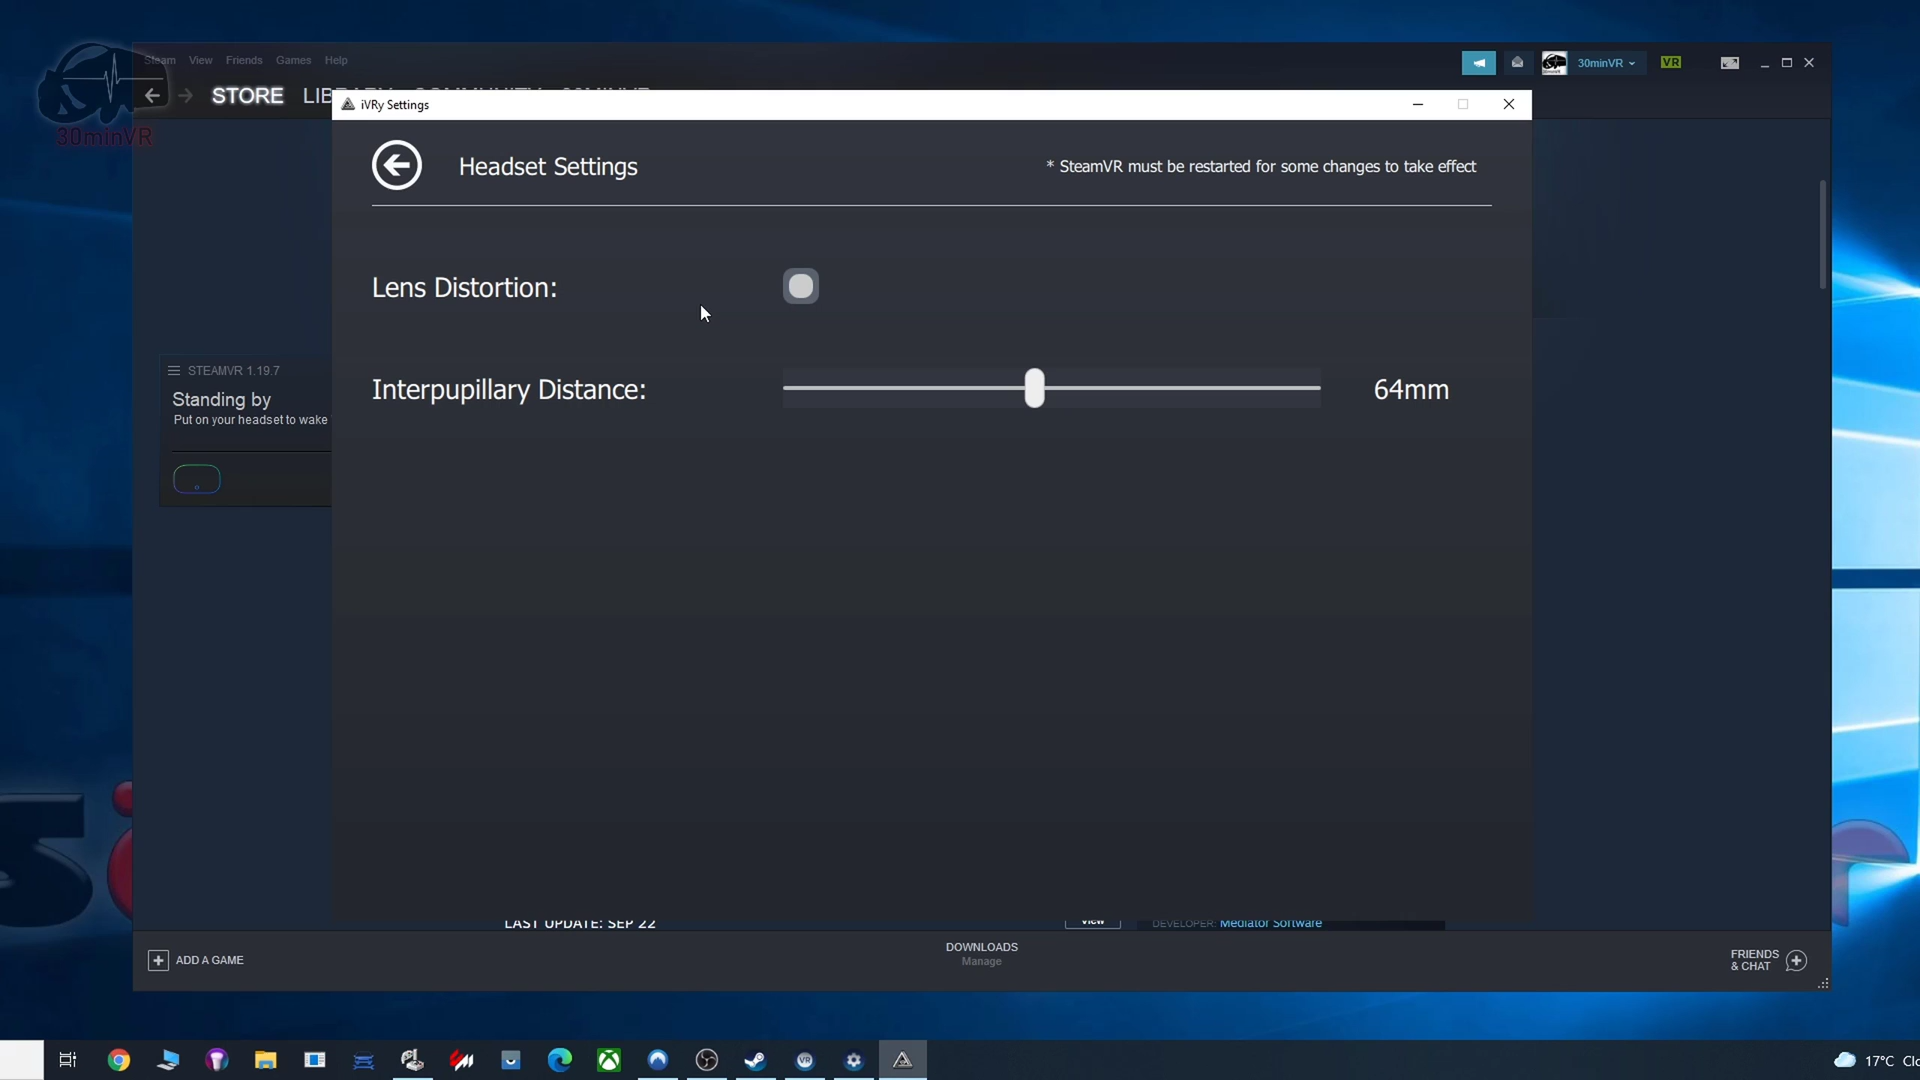 Steam View Friends Games Help
30minVR
VR
STORE
30minVR
iVRy Settings
Headset Settings
* SteamVR must be restarted for some changes to take effect
Lens Distortion:
Interpupillary Distance:
64mm
STEAMVR 1.19.7
Standing by
Put on your headset to wake
LAST UPDATE: SEP 22
View
DEVELOPER: Mediator Software
ADD A GAME
DOWNLOADS
Manage
FRIENDS
& CHAT
17°C